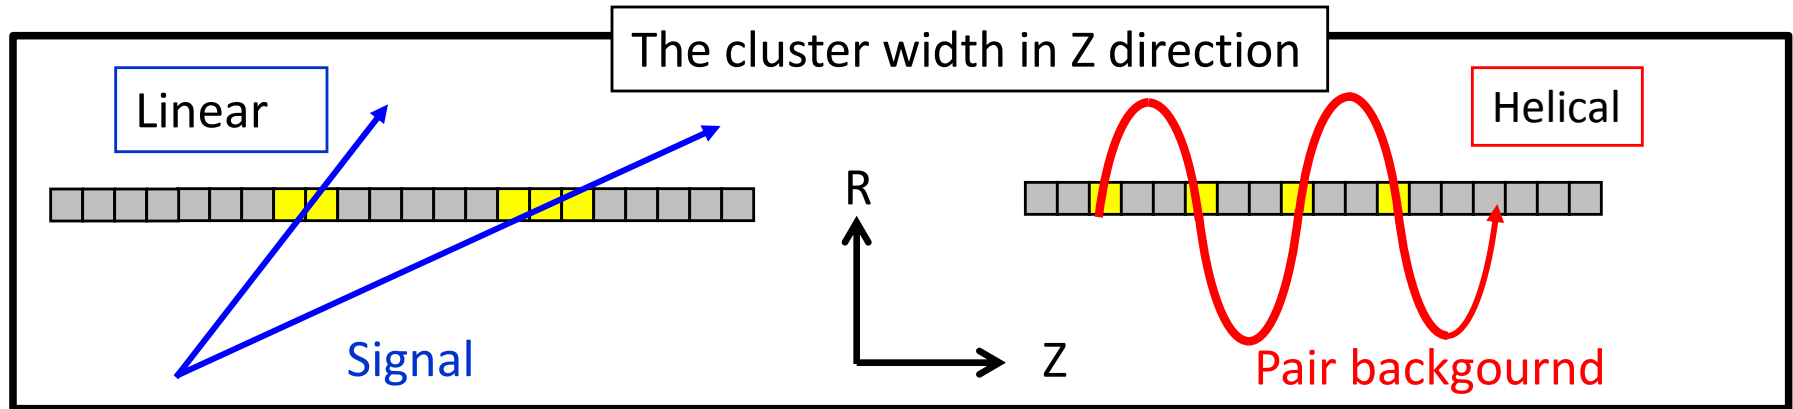 The cluster width in Z direction
Linear
Helical
R
Z
Signal
Pair backgournd